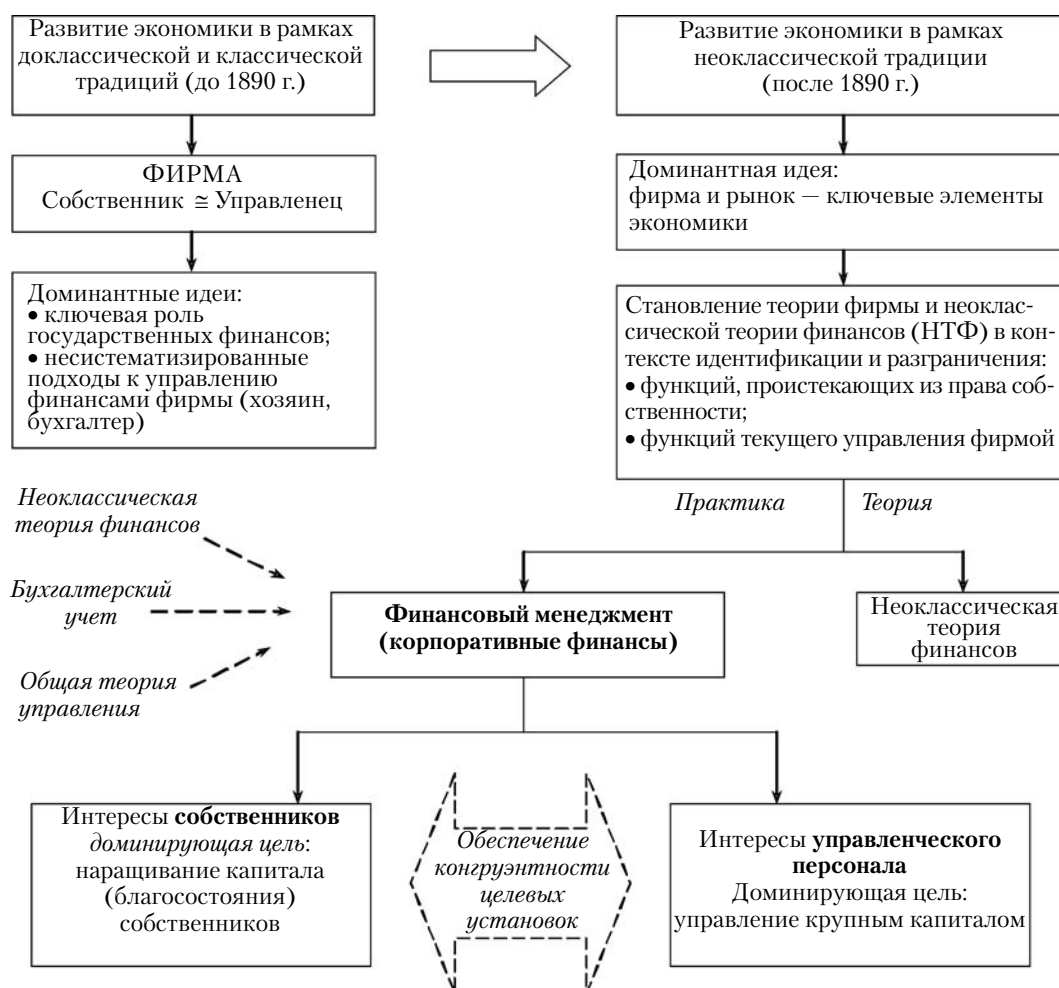 Развитие экономики в рамках
доклассической и классической
традиций (до 1890 г.)
Развитие экономики в рамках
неоклассической традиции
(после 1890 г.)
ФИРМА
Собственник ≅ Управленец
Доминантная идея:
фирма и рынок — ключевые элементы
экономики
Доминантные идеи:
• ключевая роль
государственных финансов;
• несистематизированные
подходы к управлению
финансами фирмы (хозяин,
бухгалтер)
Становление теории фирмы и неоклас-
сической теории финансов (НТФ) в кон-
тексте идентификации и разграничения:
• функций, проистекающих из права соб-
ственности;
• функций текущего управления фирмой
Практика
Теория
Неоклассическая
теория финансов
Бухгалтерский
учет
Общая теория
управления
Финансовый менеджмент
(корпоративные финансы)
Неоклассическая
теория
финансов
Интересы собственников
доминирующая цель:
наращивание капитала
(благосостояния)
собственников
Обеспечение
конгруэнтности
целевых
установок
Интересы управленческого
персонала
Доминирующая цель:
управление крупным капиталом